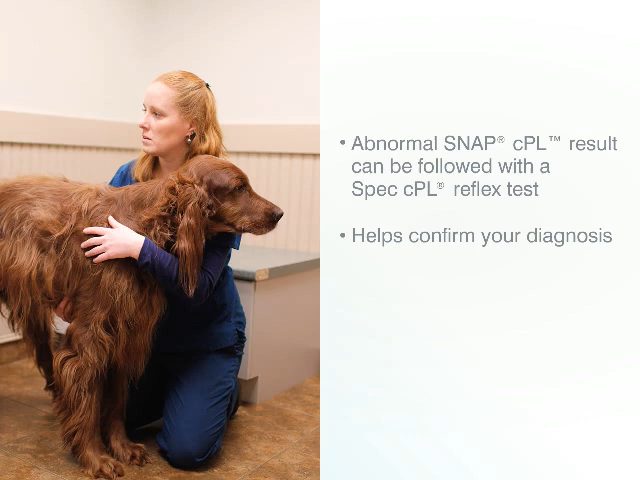 • Abnormal SNAP® cPL™ result
can be followed with a
Spec cPL® reflex test
• Helps confirm your diagnosis